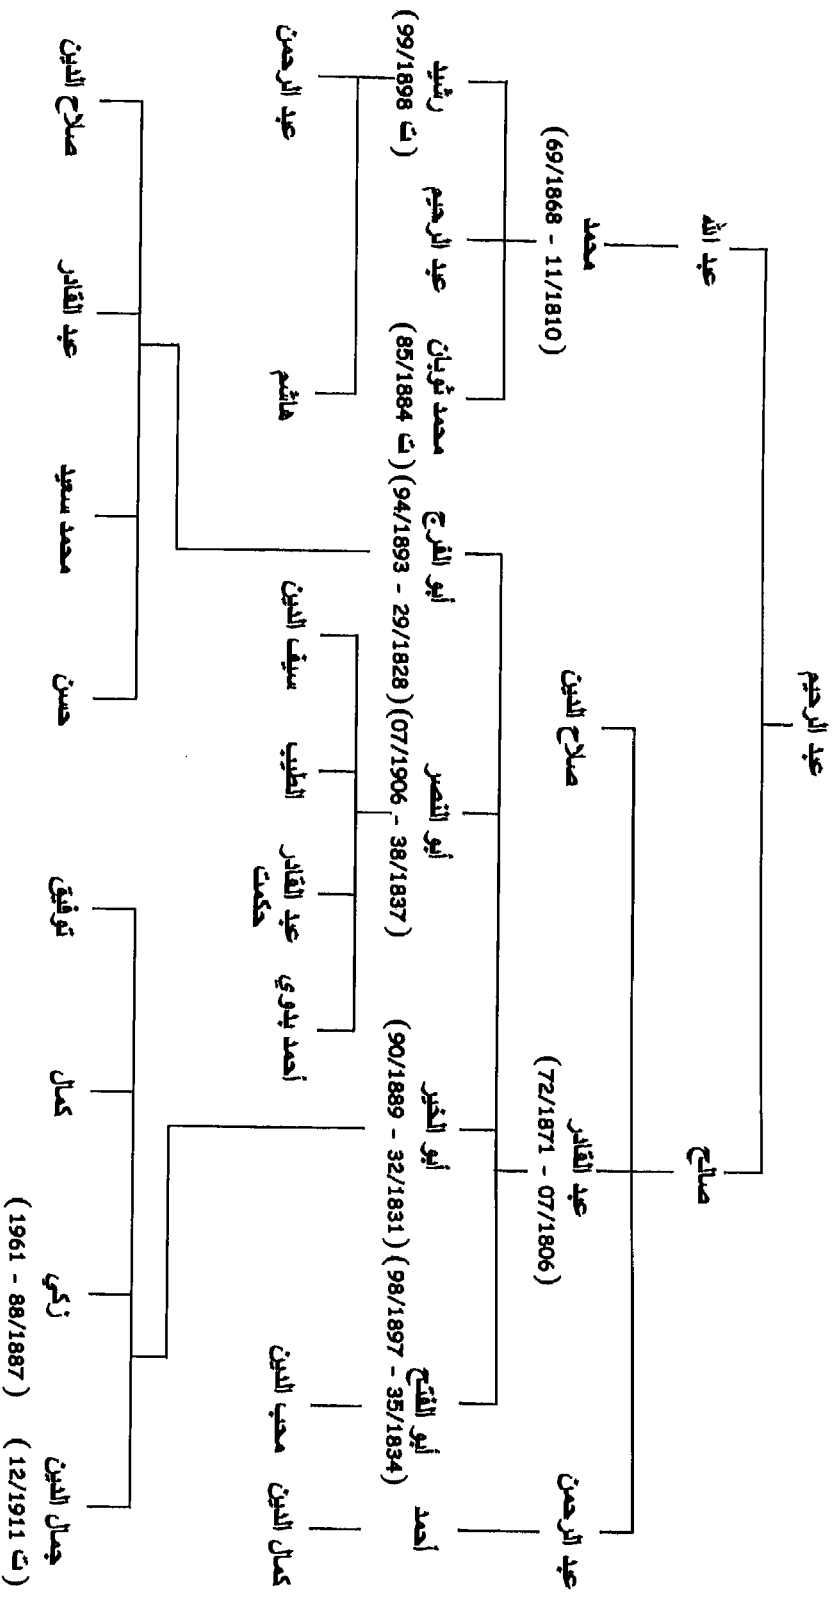 عبد الرحيم
صالح
عبد الله
عبد الرحمن
عبد القادر
(1806/07 - 1871/72)
صلاح الدين
محمد
(1810/11 - 1868/69)
أحمد
أبو الفتح
(1834/35 - 1897/98)
أبو الخير
(1831/32 - 1889/90)
أبو النصر
(1837/38 - 1906/07)
أبو الفرج
(1828/29 - 1893/94)
محمد ثوبان
(ت 1884/85)
عبد الرحيم
رشيد
(ت 1898/99)
كمال الدين
محب الدين
أحمد بدوي
عبد القادر
حكمت
الطيب
سيف الدين
هاشم
عبد الرحمن
جمال الدين
(ت 1911/12)
زكي
(1887/88 - 1961)
كمال
توفيق
حسن
محمد سعيد
عبد القادر
صلاح الدين